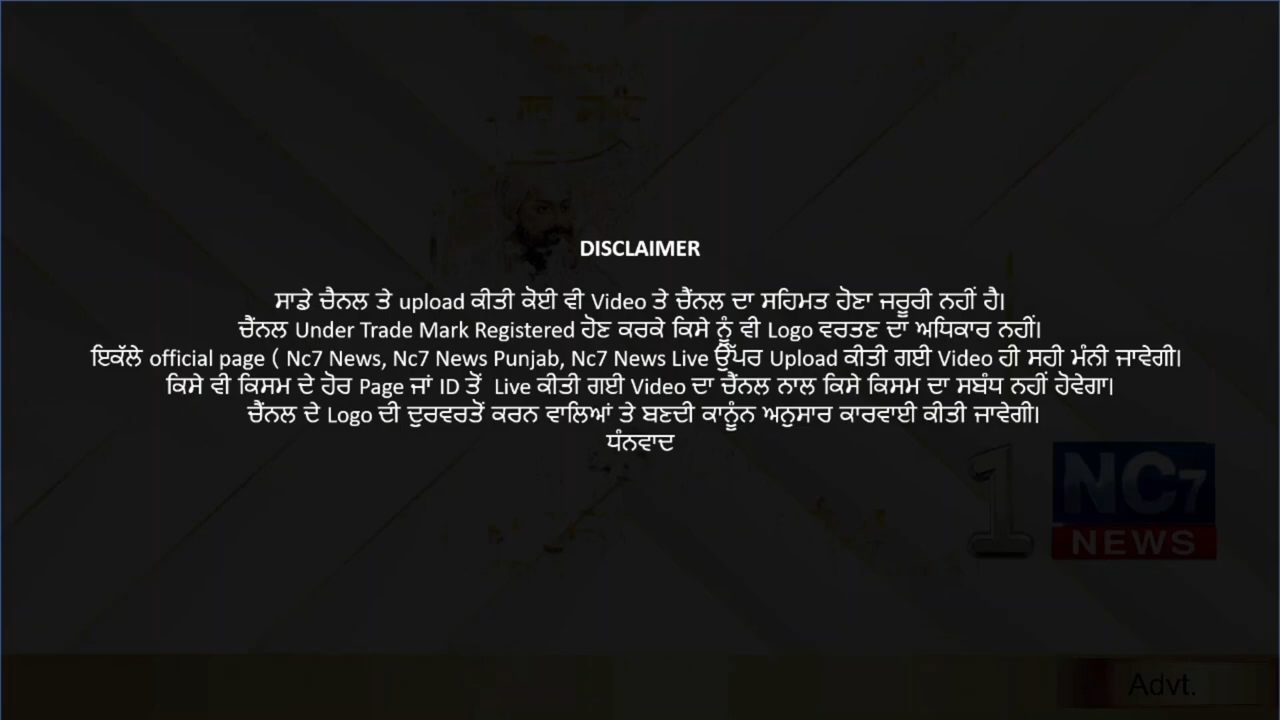 DISCLAIMER
ਸਾਡੇ ਚੈਨਲ ਤੇ upload ਕੀਤੀ ਕੋਈ ਵੀ Video ਤੇ ਚੈਂਨਲ ਦਾ ਸਹਿਮਤ ਹੋਣਾ ਜਰੂਰੀ ਨਹੀਂ ਹੈ।
ਚੈਂਨਲ Under Trade Mark Registered ਹੋਣ ਕਰਕੇ ਕਿਸੇ ਨੂੰ ਵੀ Logo ਵਰਤਣ ਦਾ ਅਧਿਕਾਰ ਨਹੀਂ।
ਇਕੱਲੇ official page ( Nc7 News, Nc7 News Punjab, Nc7 News Live ਉੱਪਰ Upload ਕੀਤੀ ਗਈ Video ਹੀ ਸਹੀ ਮੰਨੀ ਜਾਵੇਗੀ।
ਕਿਸੇ ਵੀ ਕਿਸਮ ਦੇ ਹੋਰ Page ਜਾਂ ID ਤੋਂ Live ਕੀਤੀ ਗਈ Video ਦਾ ਚੈਂਨਲ ਨਾਲ ਕਿਸੇ ਕਿਸਮ ਦਾ ਸਬੰਧ ਨਹੀਂ ਹੋਵੇਗਾ।
ਚੈਂਨਲ ਦੇ Logo ਦੀ ਦੁਰਵਰਤੋਂ ਕਰਨ ਵਾਲਿਆਂ ਤੇ ਬਣਦੀ ਕਾਨੂੰਨ ਅਨੁਸਾਰ ਕਾਰਵਾਈ ਕੀਤੀ ਜਾਵੇਗੀ।
ਧੰਨਵਾਦ
1 NC7
NEWS
Advt.